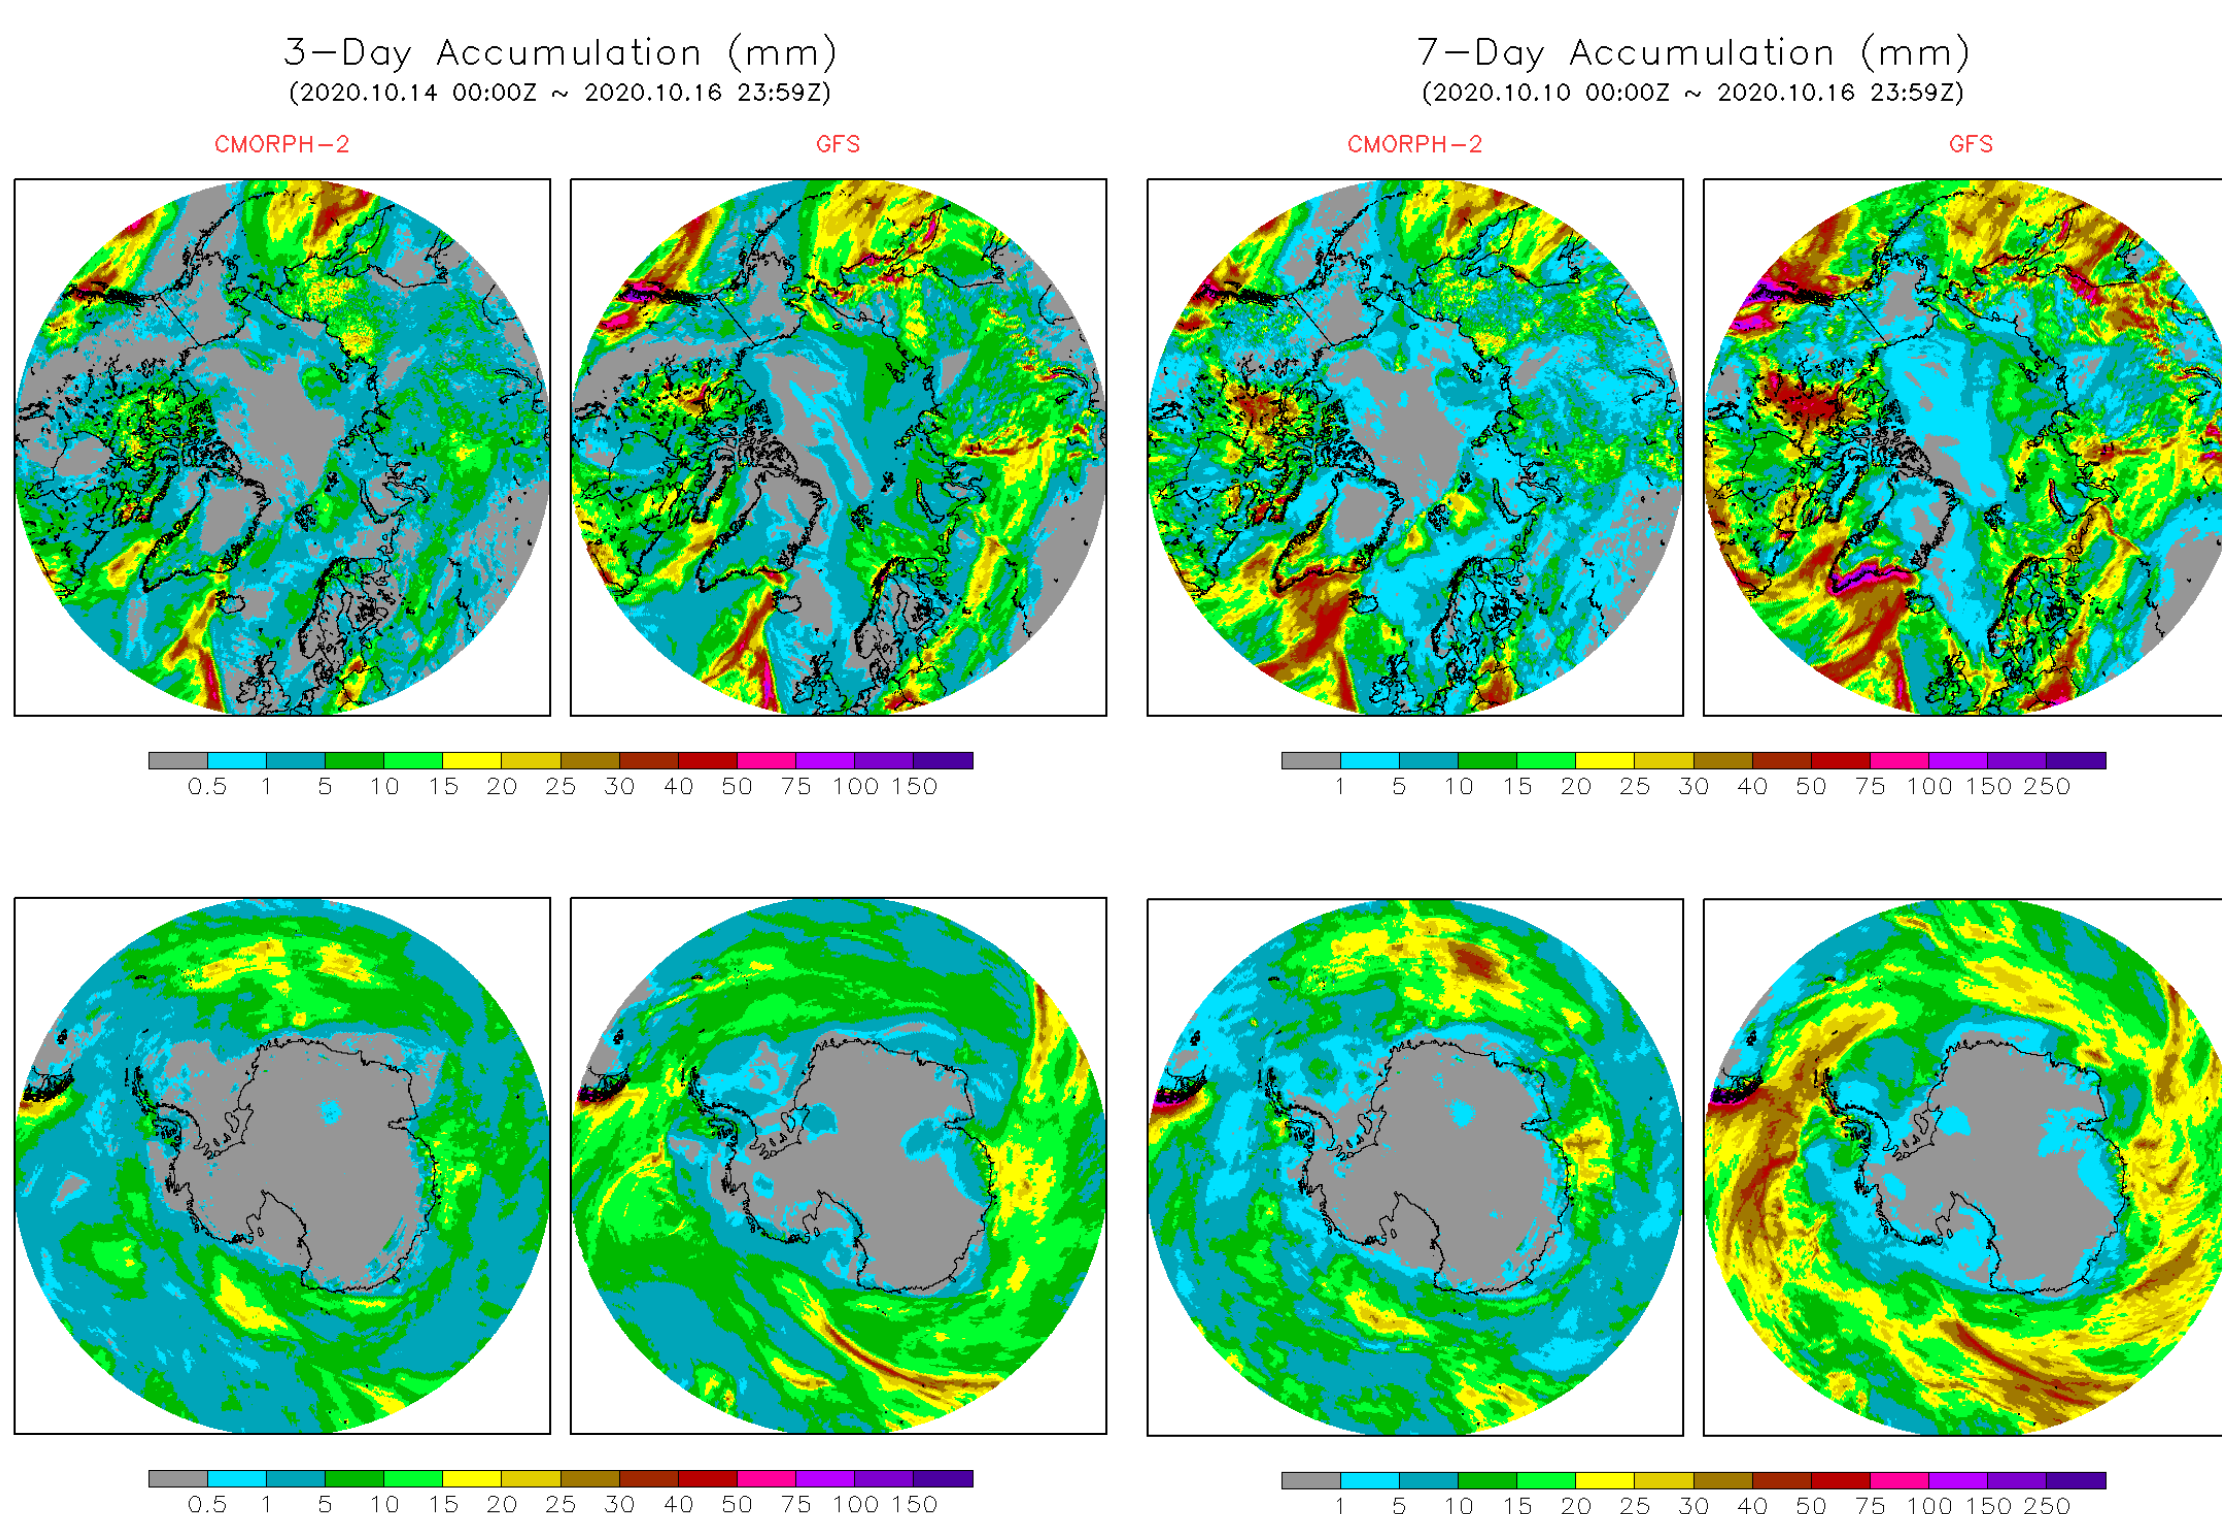 3-Day Accumulation (mm)
(2020.10.14 00:00Z ~ 2020.10.16 23:59Z)
CMORPH-2 GFS
7-Day Accumulation (mm)
(2020.10.10 00:00Z ~ 2020.10.16 23:59Z)
CMORPH-2 GFS
0.5 1 5 10 15 20 25 30 40 50 75 100 150
1 5 10 15 20 25 30 40 50 75 100 150 250
0.5 1 5 10 15 20 25 30 40 50 75 100 150
1 5 10 15 20 25 30 40 50 75 100 150 250